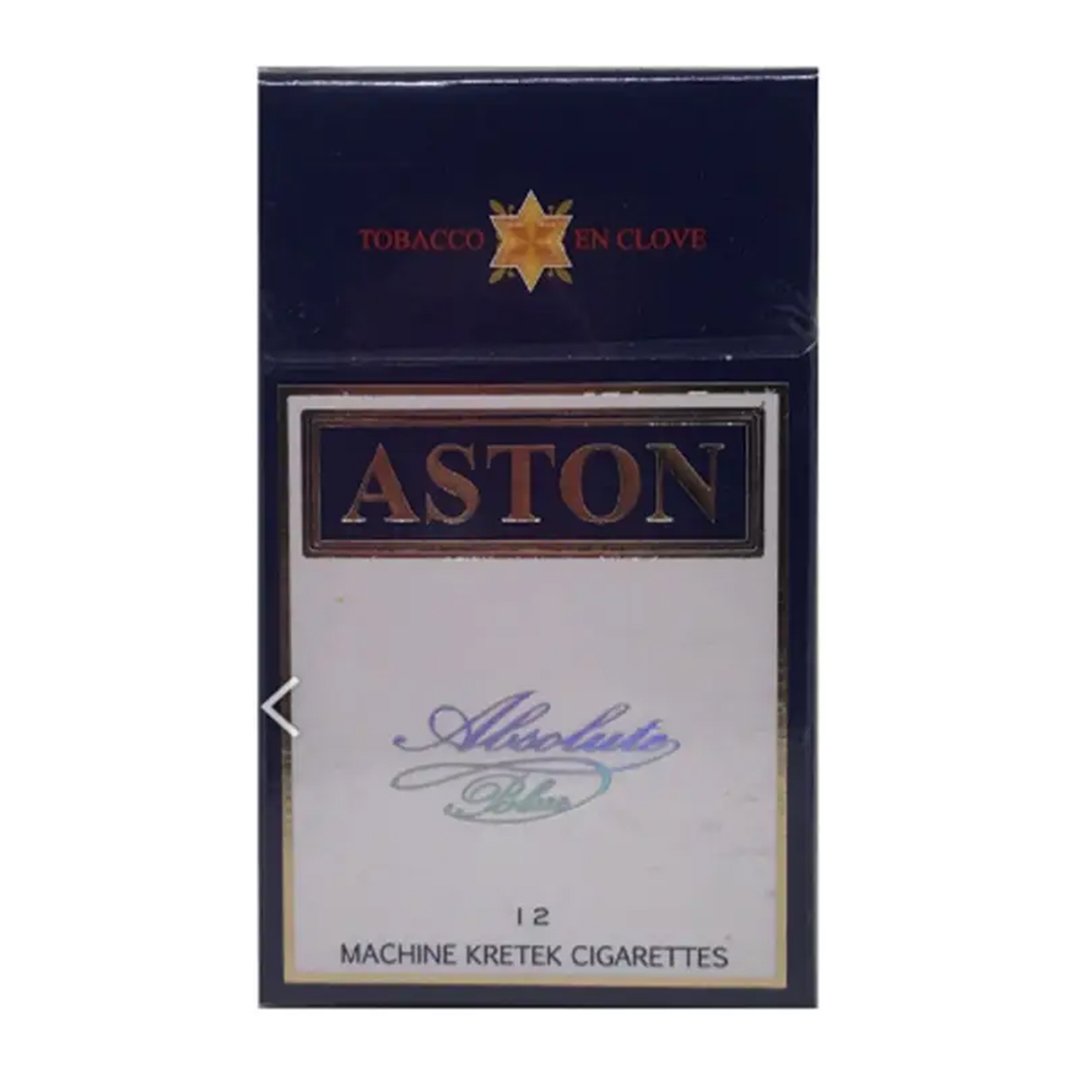 TOBACCO EN CLOVE
ASTON
Absolute
Blue
12
MACHINE KRETEK CIGARETTES